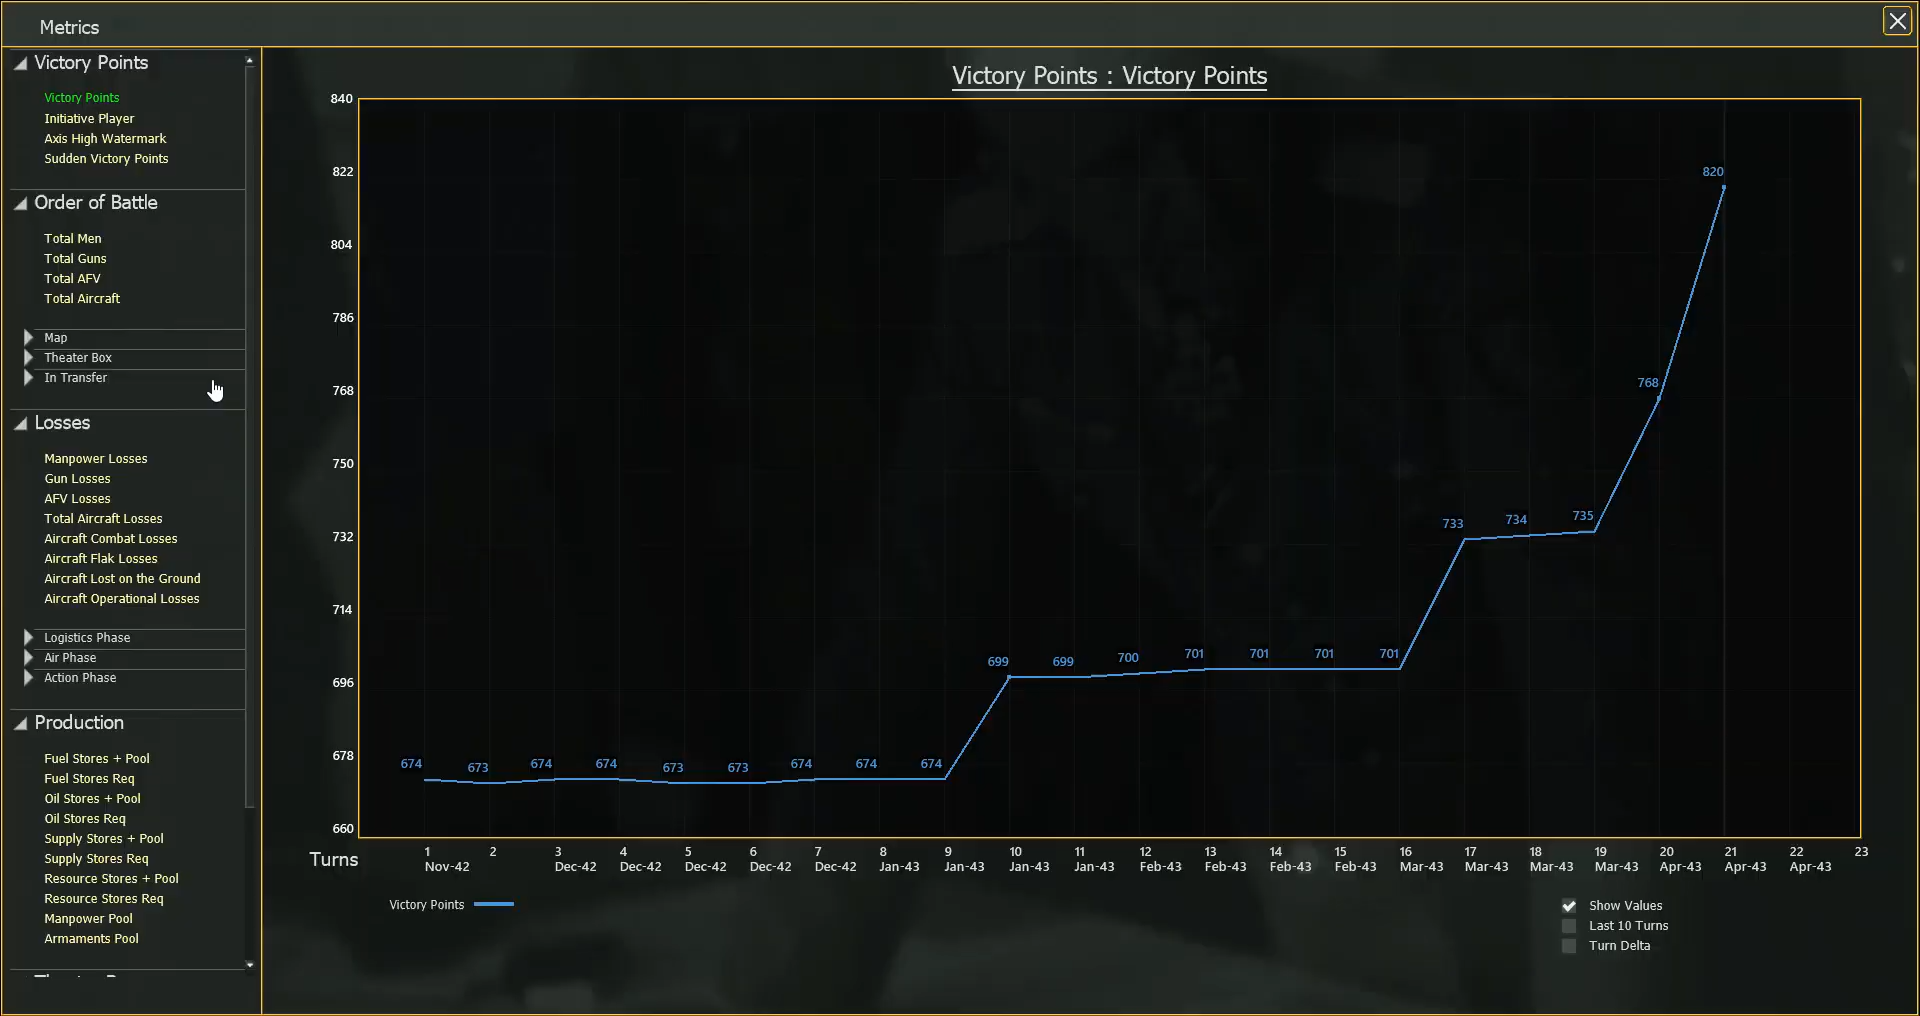 Metrics
Victory Points
Victory Points
Initiative Player
Axis High Watermark
Sudden Victory Points
Order of Battle
Total Men
Total Guns
Total AFV
Total Aircraft
Map
Theater Box
In Transfer
Losses
Manpower Losses
Gun Losses
AFV Losses
Total Aircraft Losses
Aircraft Combat Losses
Aircraft Flak Losses
Aircraft Lost on the Ground
Aircraft Operational Losses
Logistics Phase
Air Phase
Action Phase
Production
Fuel Stores + Pool
Fuel Stores Req
Oil Stores + Pool
Oil Stores Req
Supply Stores + Pool
Supply Stores Req
Resource Stores + Pool
Resource Stores Req
Manpower Pool
Armaments Pool
Victory Points : Victory Points
840
822
804
786
768
750
732
714
696
678
660
674 673 674 674 673 673 674 674 674 699 699 700 701 701 701 701 733 734 735 768 820
Turns
1 2 3 4 5 6 7 8 9 10 11 12 13 14 15 16 17 18 19 20 21 22 23
Nov-42 Dec-42 Dec-42 Dec-42 Dec-42 Dec-42 Jan-43 Jan-43 Jan-43 Jan-43 Feb-43 Feb-43 Feb-43 Feb-43 Mar-43 Mar-43 Mar-43 Mar-43 Apr-43 Apr-43 Apr-43
Victory Points
Show Values
Last 10 Turns
Turn Delta